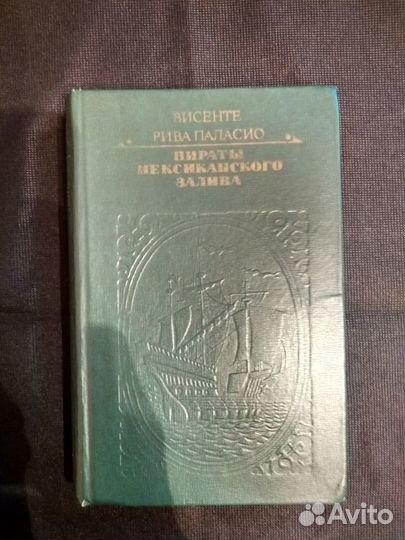 ВИСЕНТЕ
РИВА ПАЛАСИО
ПИРАТЫ
МЕКСИКАНСКОГО
ЗАЛИВА
Avito